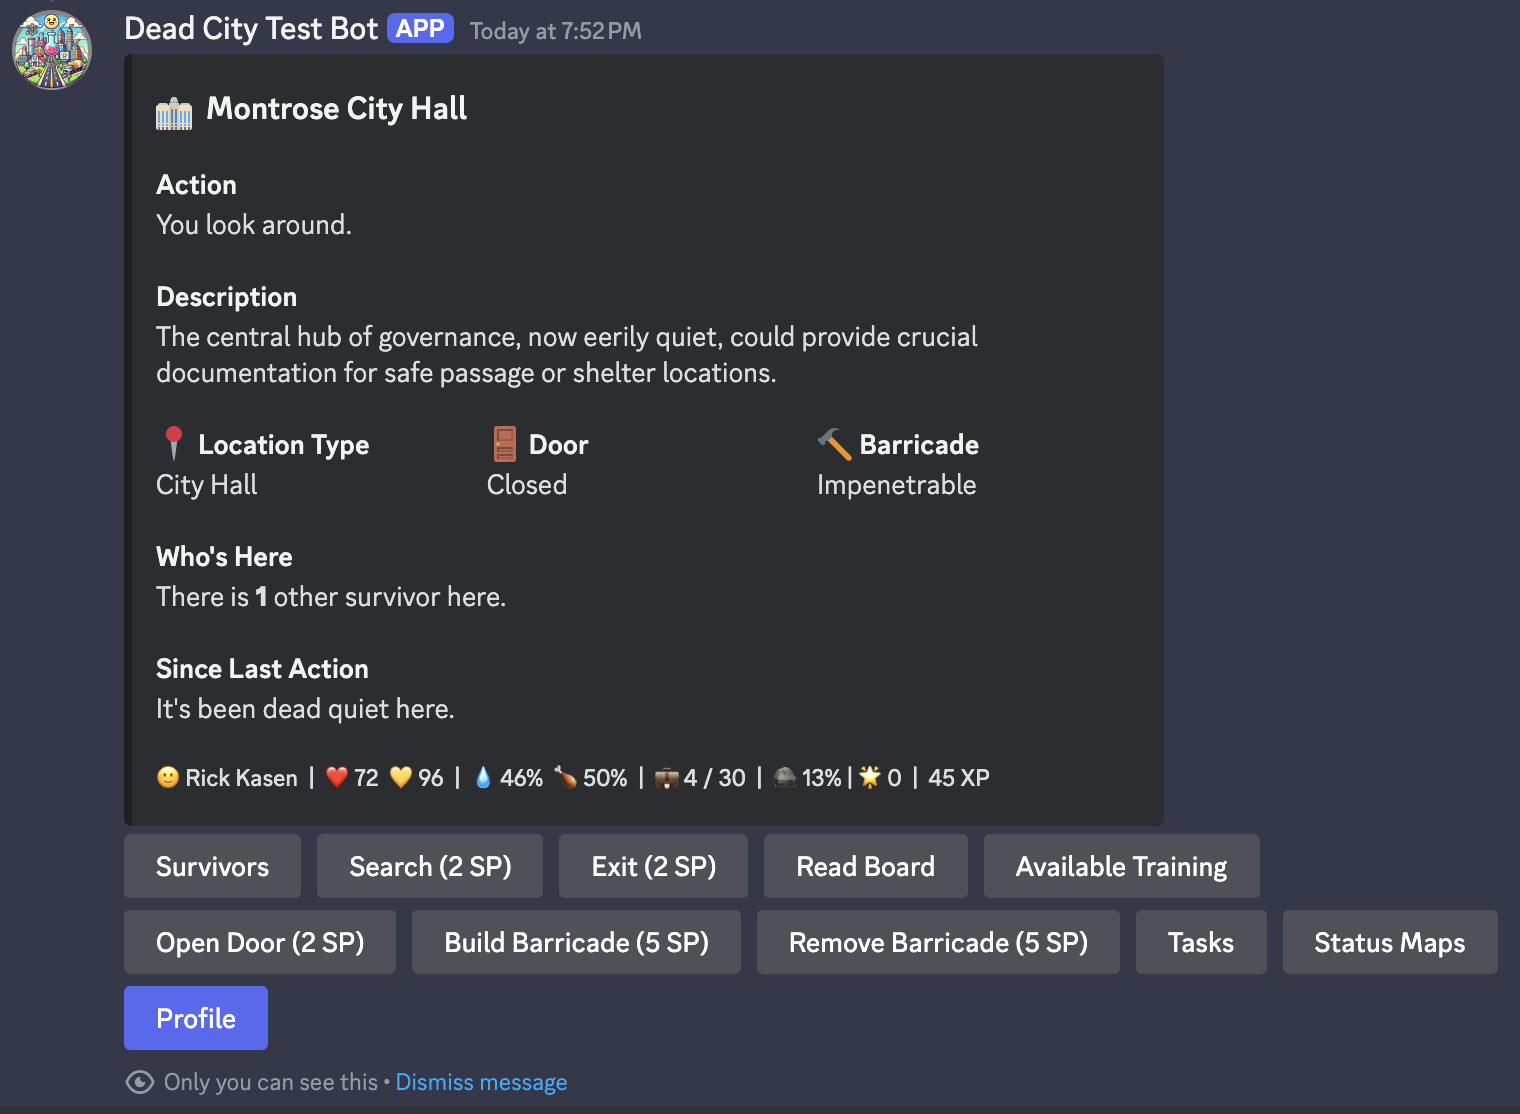 Dead City Test Bot APP Today at 7:52 PM
Montrose City Hall
Action
You look around.
Description
The central hub of governance, now eerily quiet, could provide crucial
documentation for safe passage or shelter locations.
Location Type Door Barricade
City Hall Closed Impenetrable
Who's Here
There is 1 other survivor here.
Since Last Action
It's been dead quiet here.
Rick Kasen | 72 96 | 46% 50% | 4 / 30 | 13% | 0 | 45 XP
Survivors Search (2 SP) Exit (2 SP) Read Board Available Training
Open Door (2 SP) Build Barricade (5 SP) Remove Barricade (5 SP) Tasks Status Maps
Profile
Only you can see this • Dismiss message